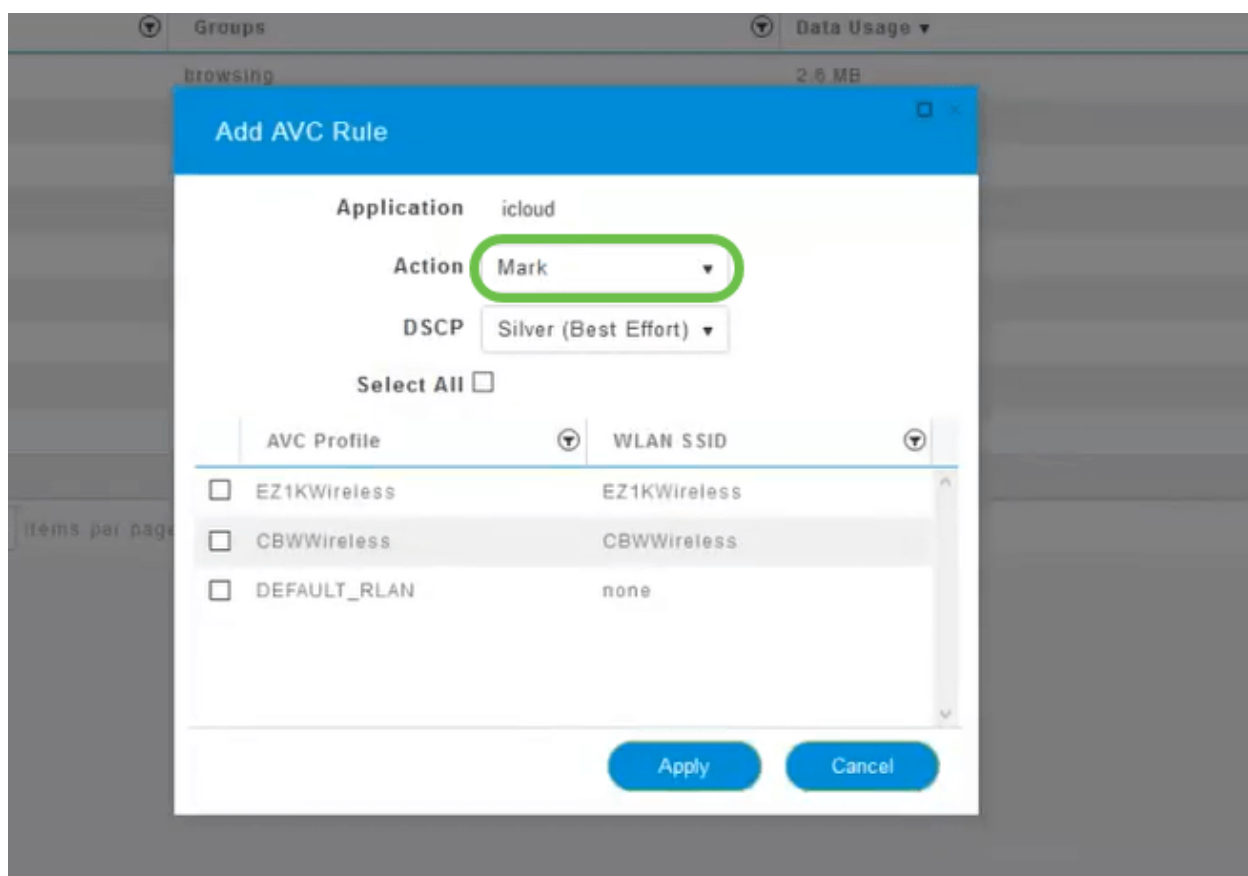 Groups Data Usage
browsing 2.6 MB
Add AVC Rule
Application icloud
Action Mark
DSCP Silver (Best Effort)
Select All
AVC Profile WLAN SSID
EZ1KWireless EZ1KWireless
items per page
CBWWireless CBWWireless
DEFAULT_RLAN none
Apply Cancel